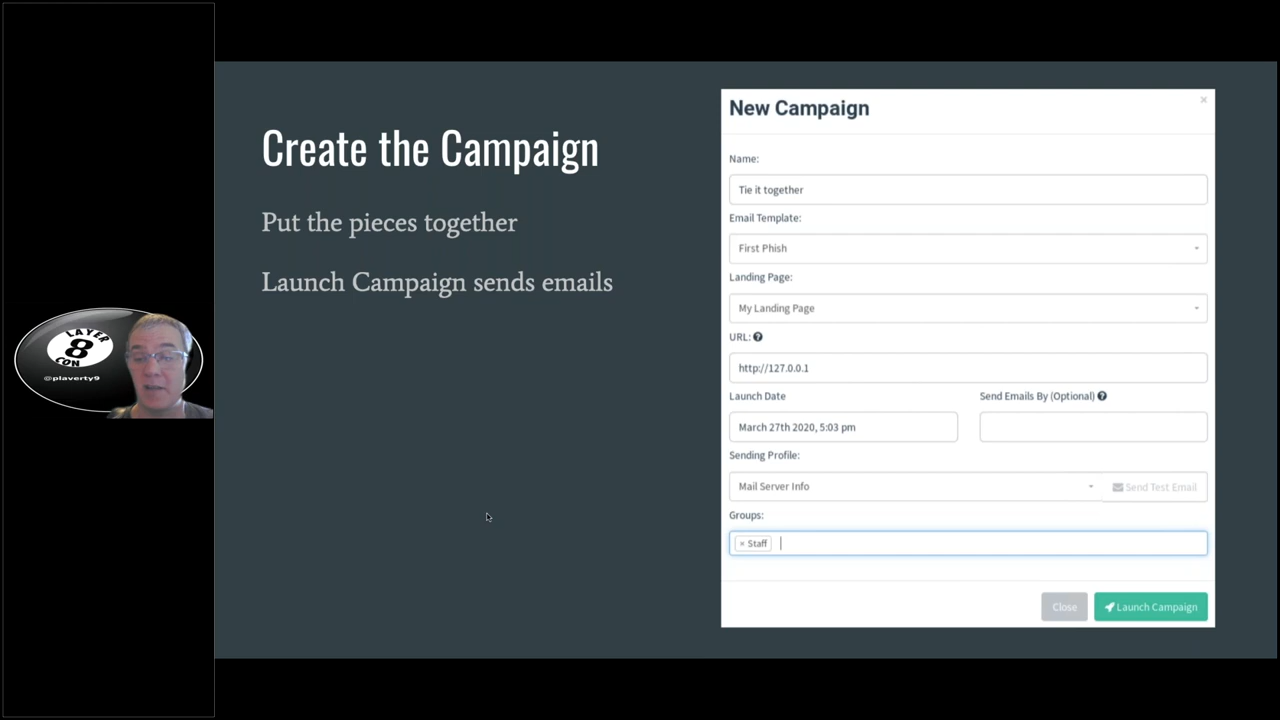 Create the Campaign
Put the pieces together
Launch Campaign sends emails
LAYER
8
CON
@plaverty9
New Campaign
×
Name:
Tie it together
Email Template:
First Phish
Landing Page:
My Landing Page
URL: ?
http://127.0.0.1
Launch Date
Send Emails By (Optional) ?
March 27th 2020, 5:03 pm
Sending Profile:
Mail Server Info
Send Test Email
Groups:
× Staff
Close
Launch Campaign